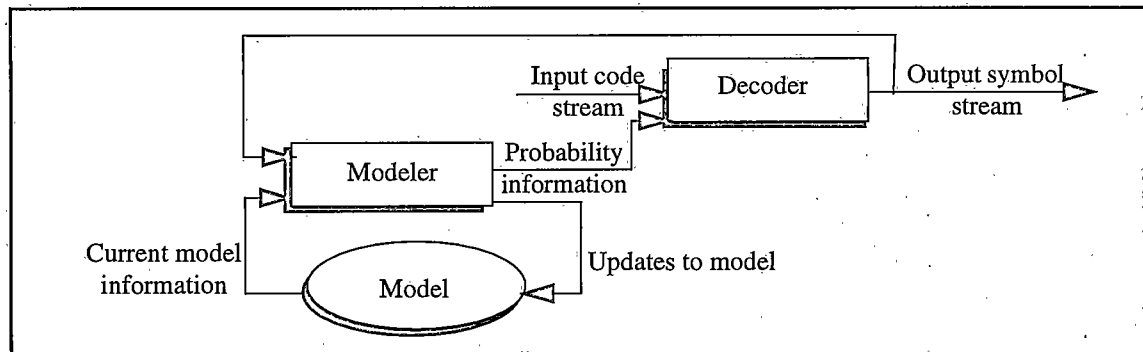 Input code
stream
Decoder
Output symbol
stream
Modeler
Probability
information
Current model
information
Model
Updates to model